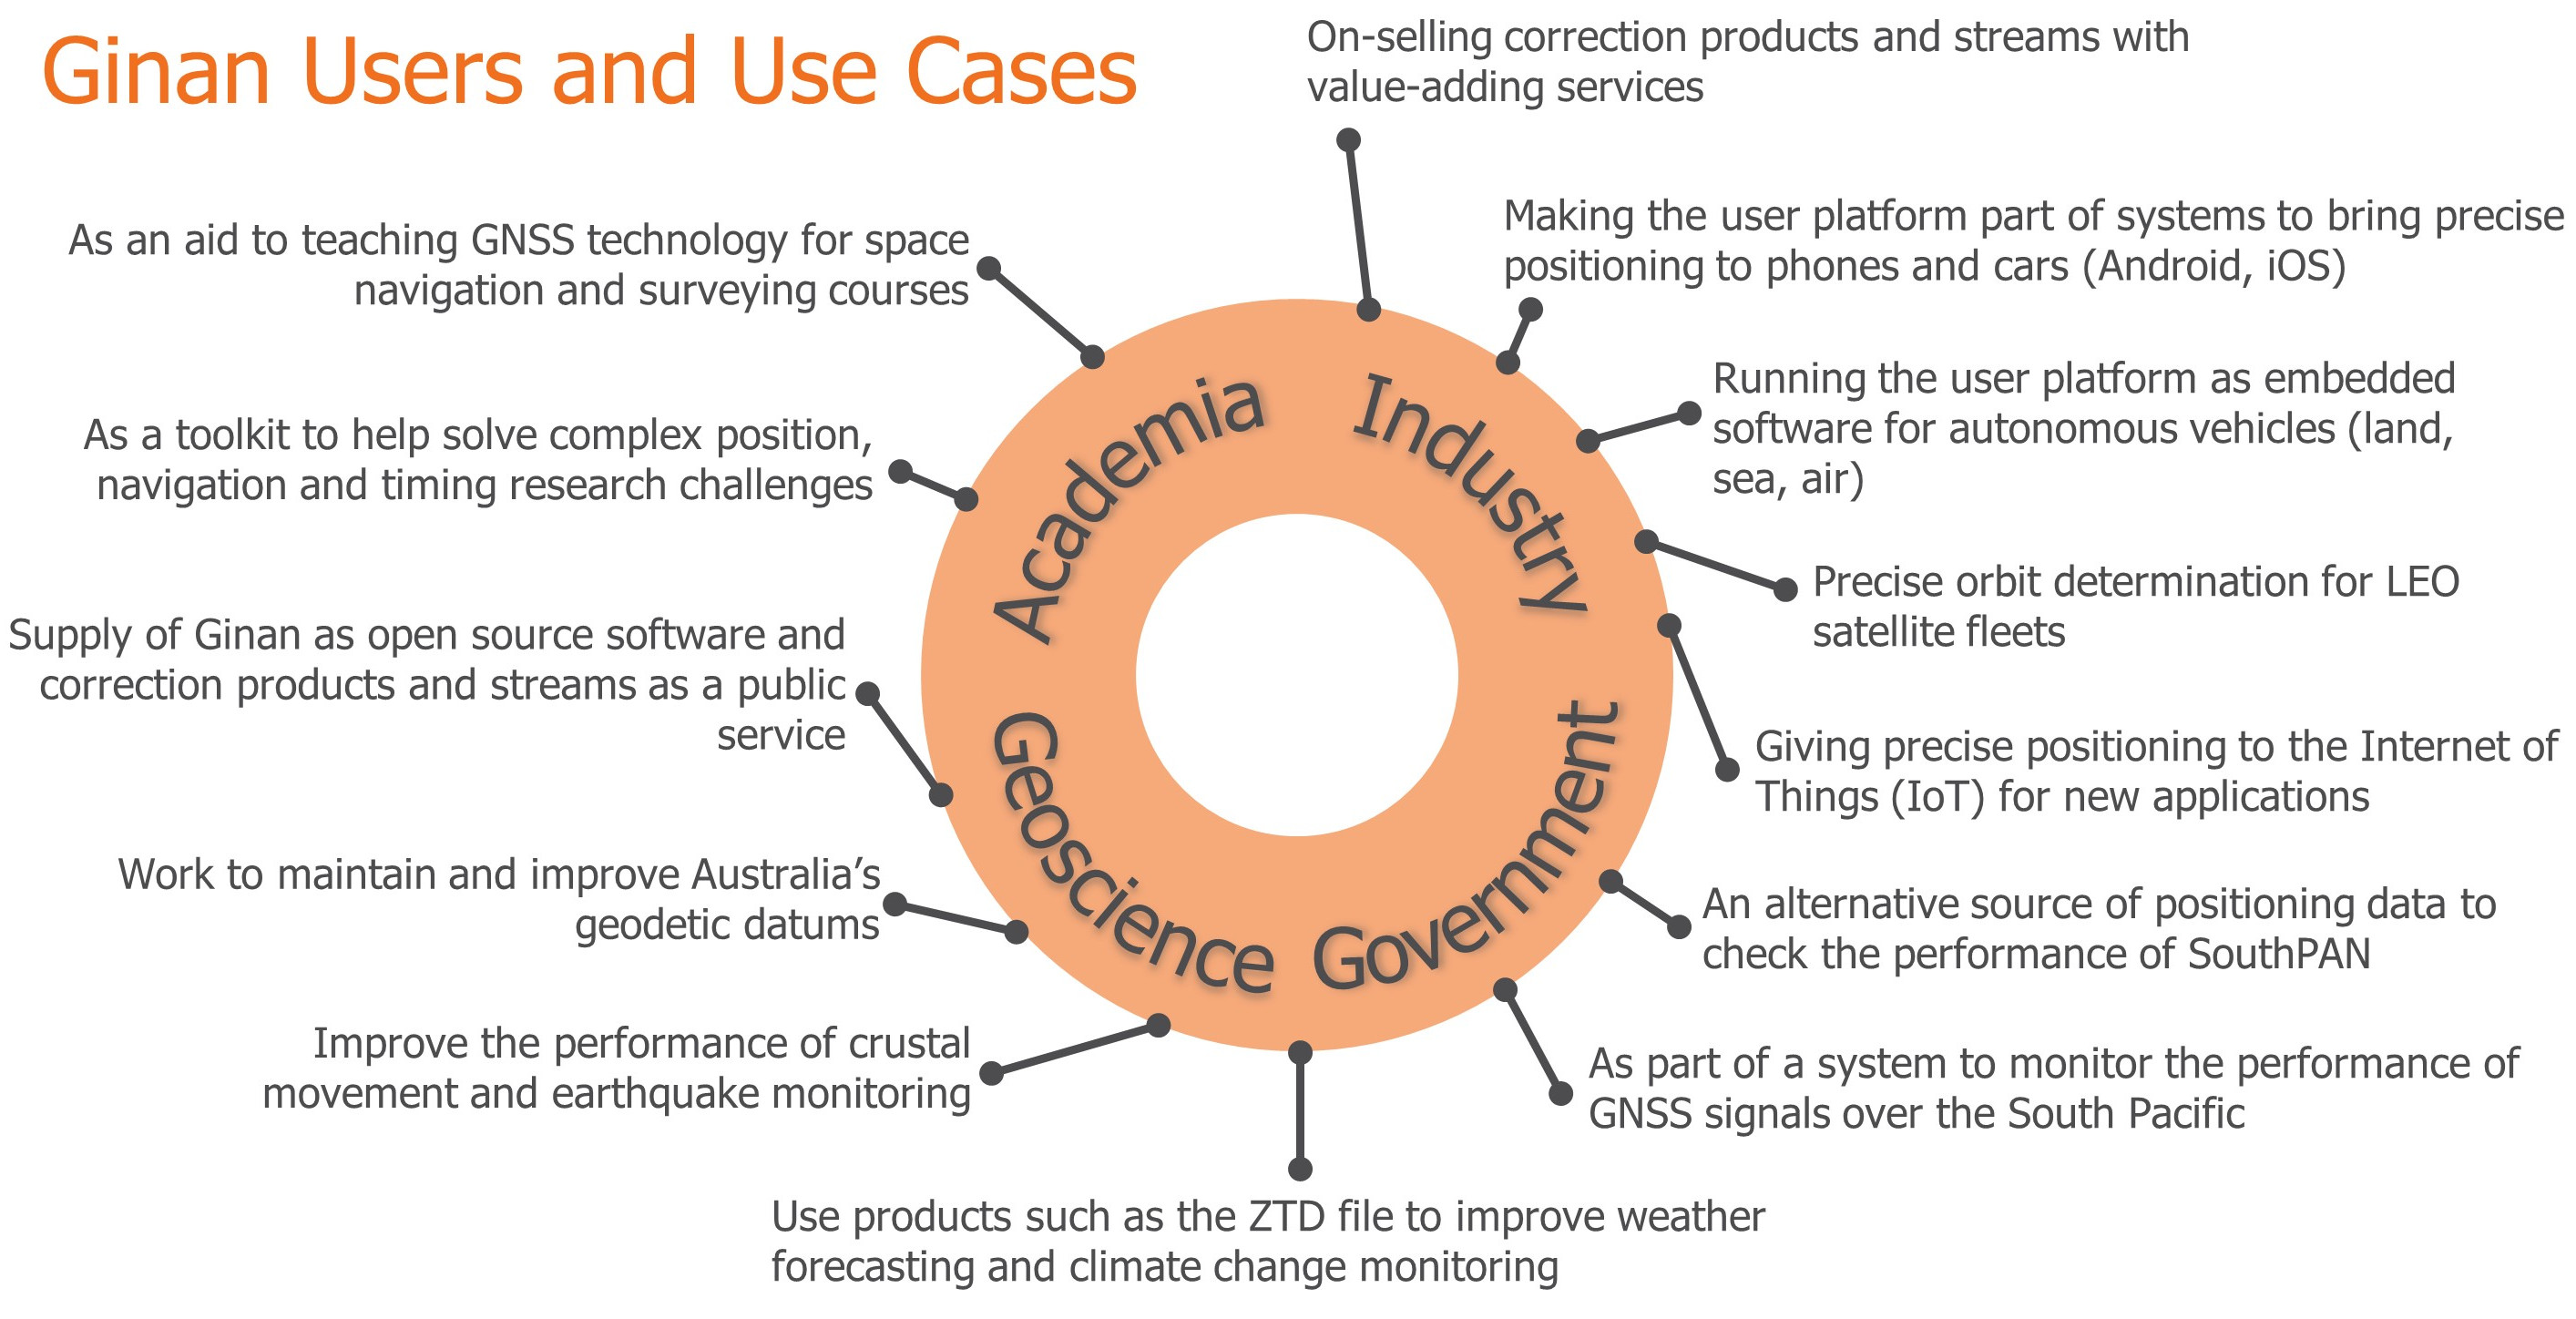 Ginan Users and Use Cases
On-selling correction products and streams with
value-adding services
Making the user platform part of systems to bring precise
positioning to phones and cars (Android, iOS)
Running the user platform as embedded
software for autonomous vehicles (land,
sea, air)
Precise orbit determination for LEO
satellite fleets
Giving precise positioning to the Internet of
Things (IoT) for new applications
An alternative source of positioning data to
check the performance of SouthPAN
As part of a system to monitor the performance of
GNSS signals over the South Pacific
Use products such as the ZTD file to improve weather
forecasting and climate change monitoring
Improve the performance of crustal
movement and earthquake monitoring
Work to maintain and improve Australia’s
geodetic datums
Supply of Ginan as open source software and
correction products and streams as a public
service
As a toolkit to help solve complex position,
navigation and timing research challenges
As an aid to teaching GNSS technology for space
navigation and surveying courses
Academia
Industry
Geoscience
Government